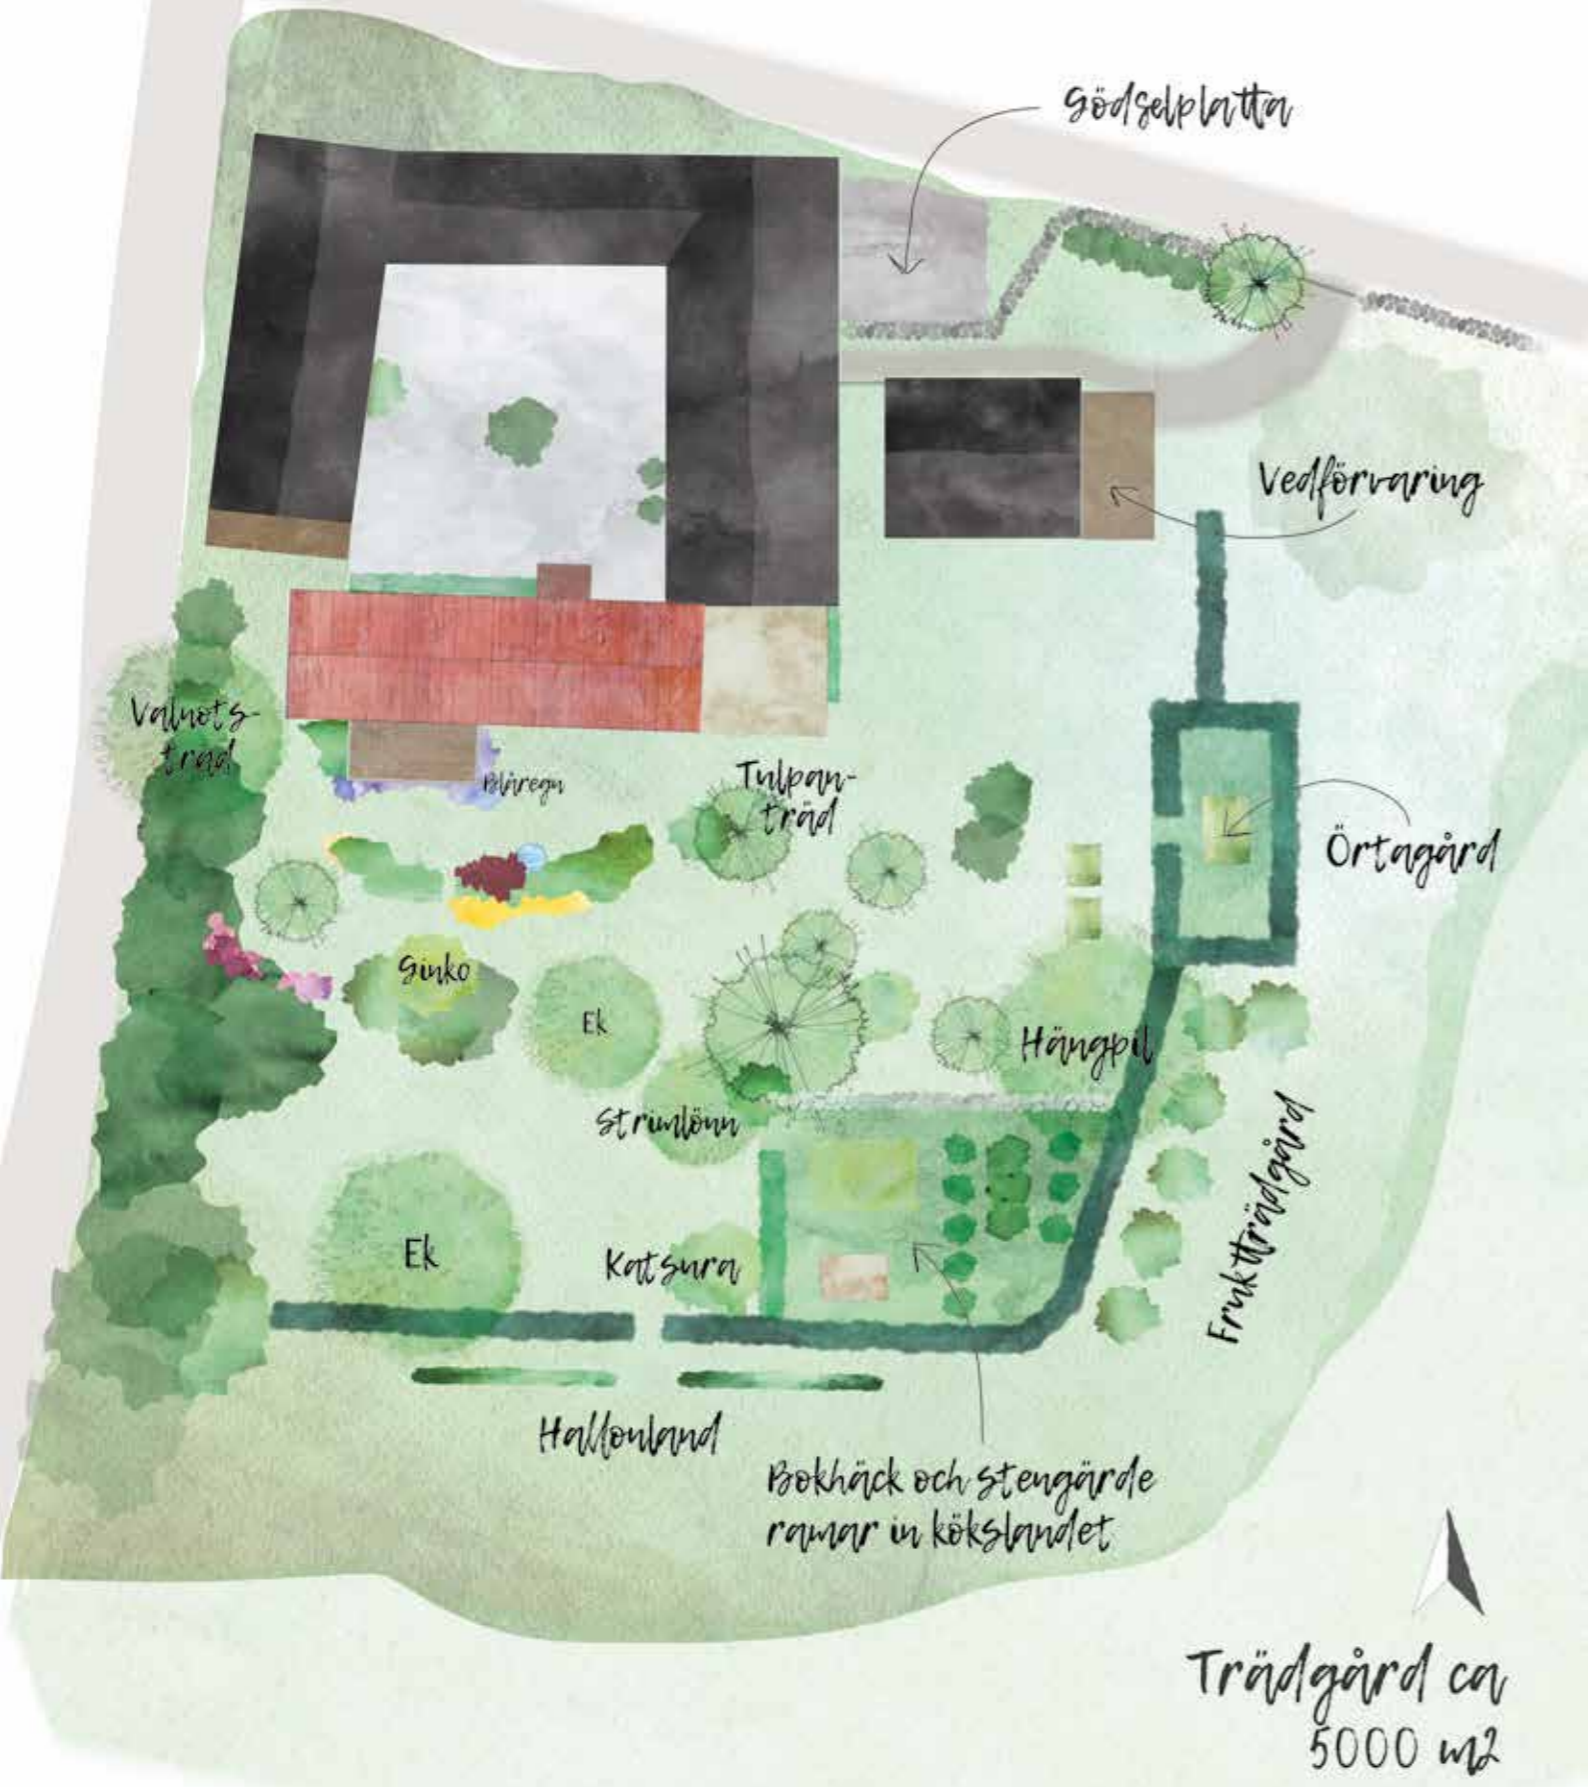 Gödselplatta
Vedförvaring
Valnöts-
träd
Blåregn
Tulpan-
träd
Örtagård
Ginko
Ek
Hängpil
Strimlönn
Fruktträdgård
Ek
Katsura
Hallonland
Bokhäck och stengärde
ramar in kökslandet
Trädgård ca
5000 m2